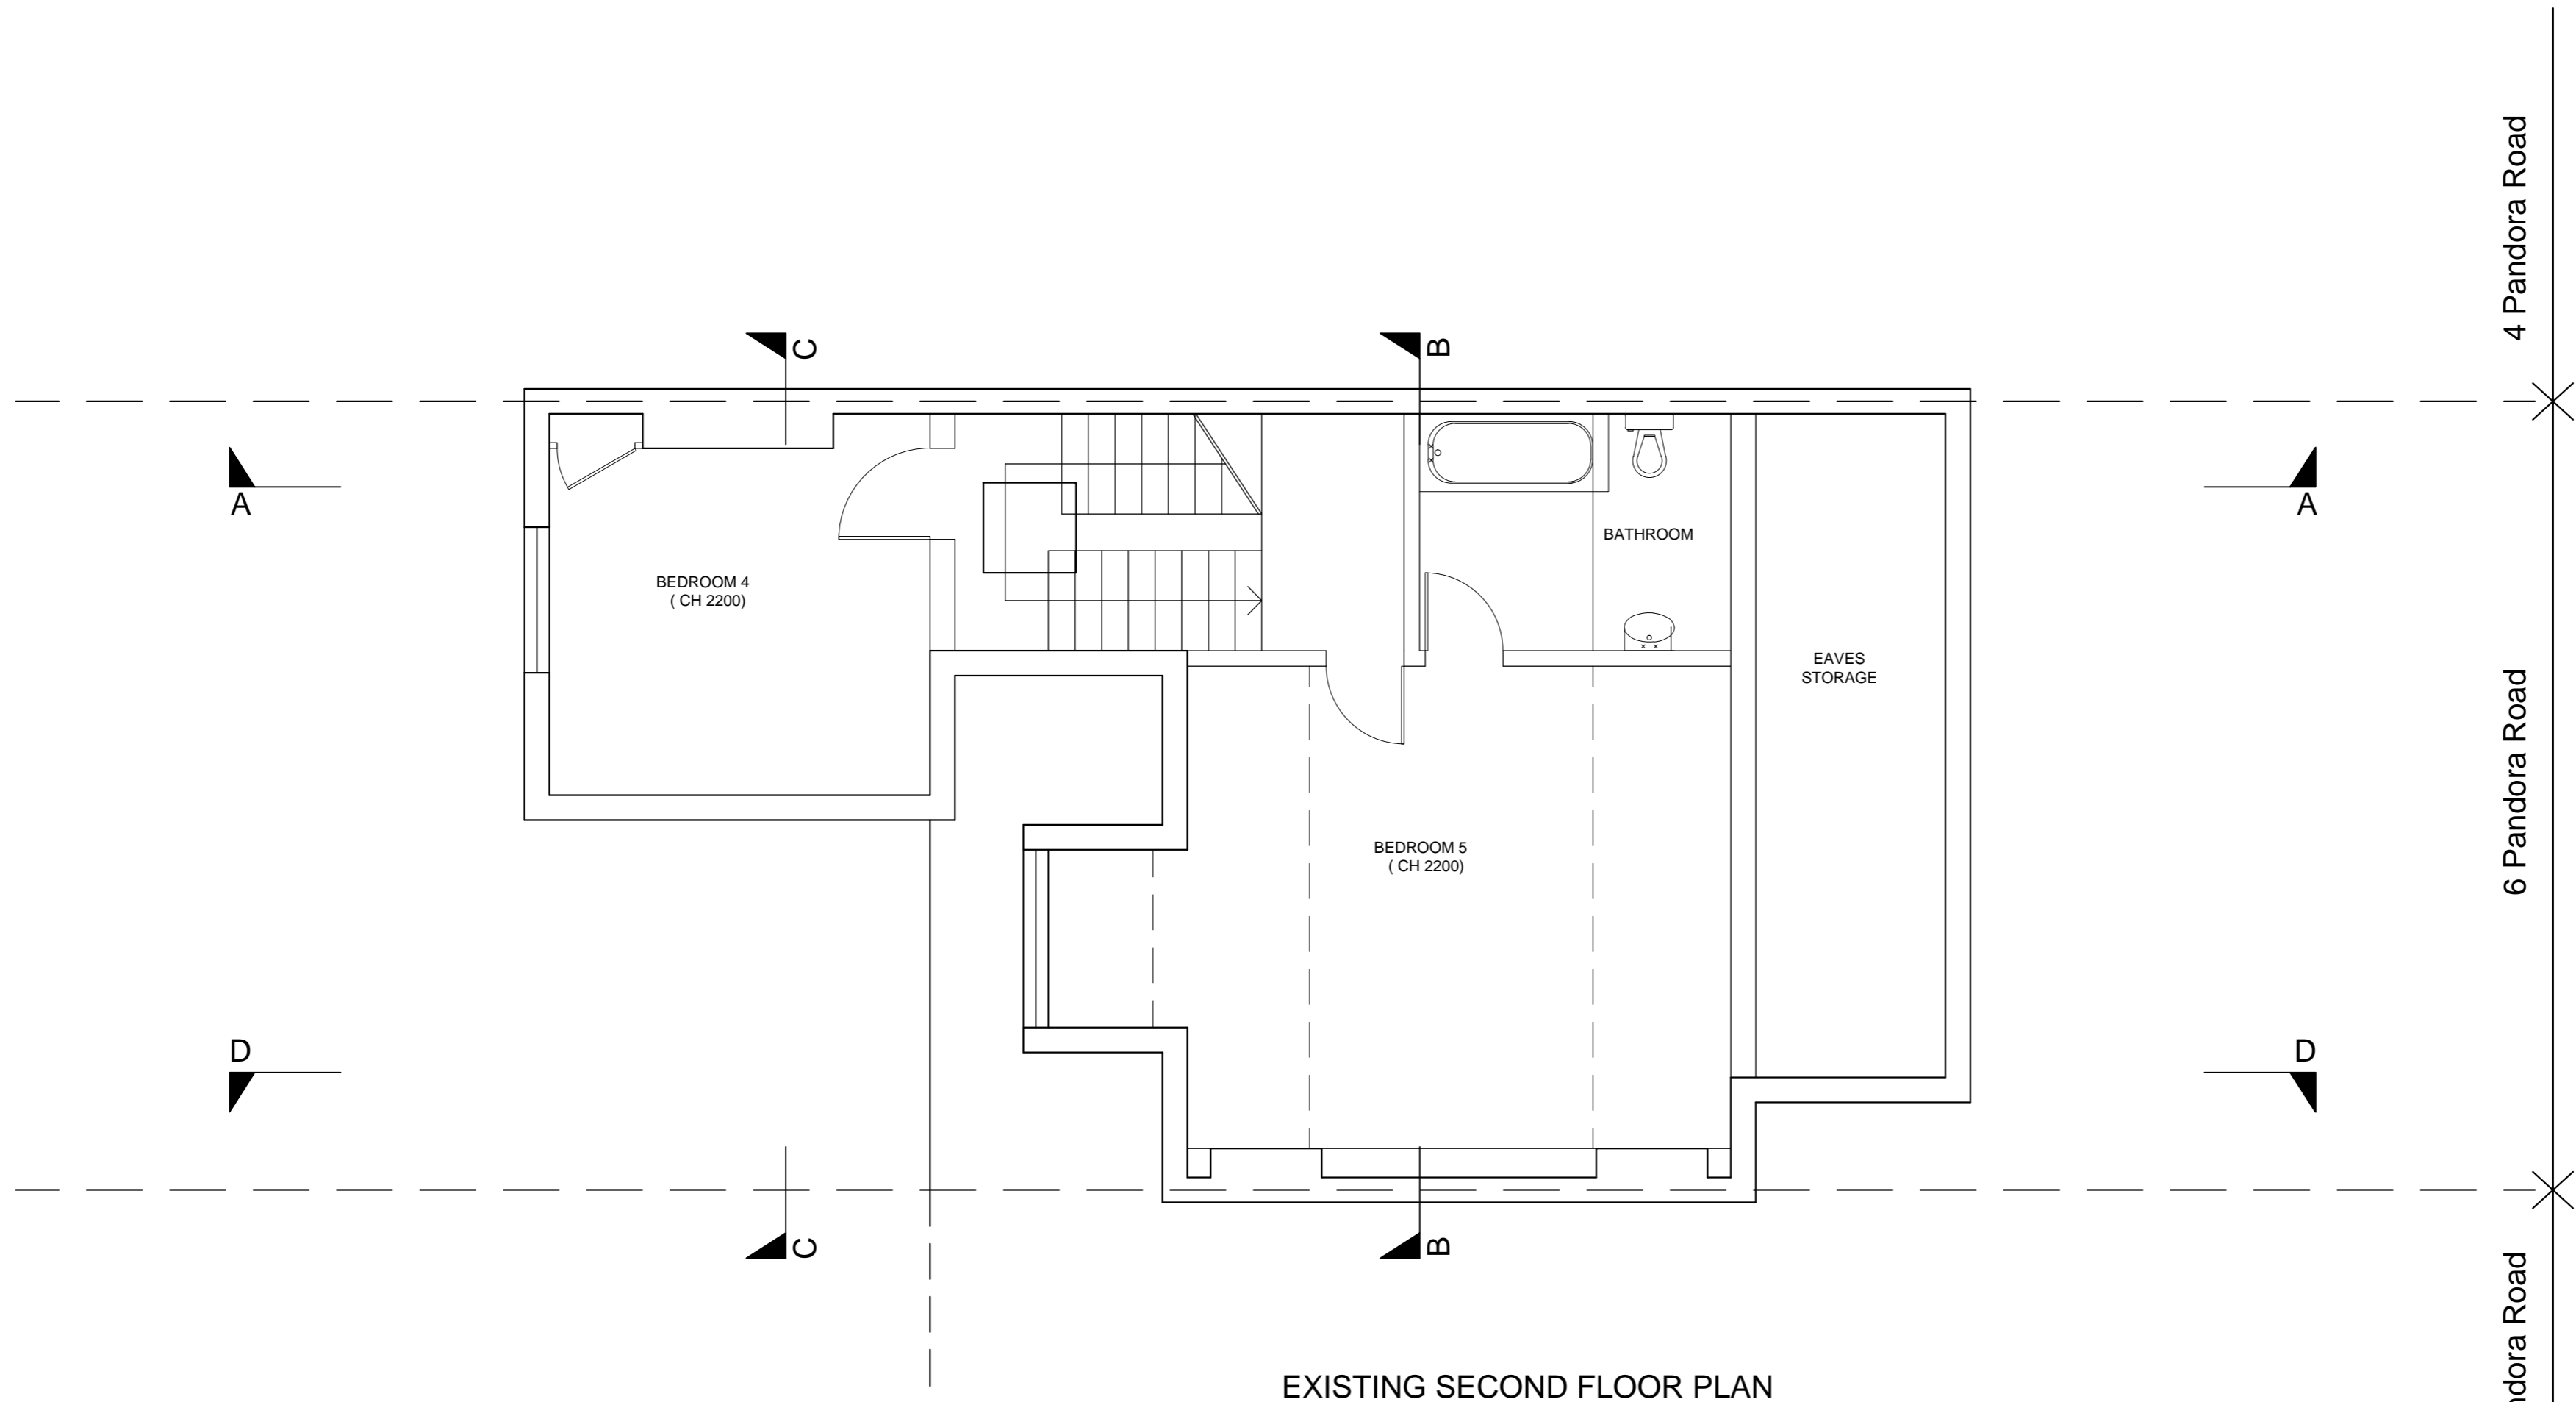 4 Pandora Road
C
B
A
A
BATHROOM
BEDROOM 4
( CH 2200)
EAVES
STORAGE
6 Pandora Road
BEDROOM 5
( CH 2200)
D
D
C
B
Road
EXISTING SECOND FLOOR PLAN